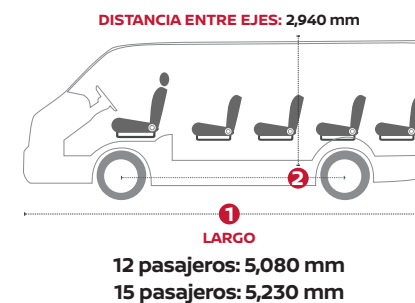 DISTANCIA ENTRE EJES: 2,940 mm
2
1
LARGO
12 pasajeros: 5,080 mm
15 pasajeros: 5,230 mm